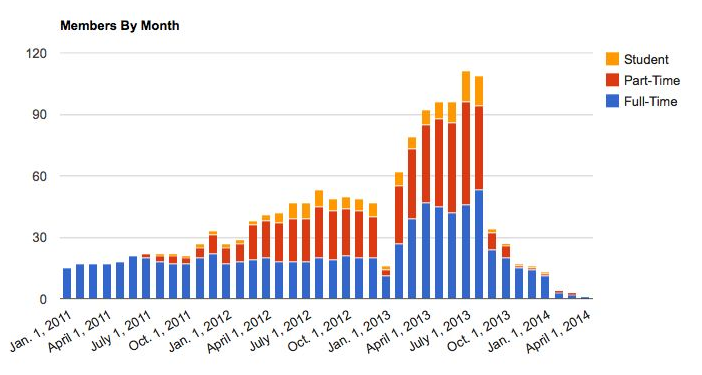 Members By Month
120
90
60
30
0
Student
Part-Time
Full-Time
Jan. 1, 2011
April 1, 2011
July 1, 2011
Oct. 1, 2011
Jan. 1, 2012
April 1, 2012
July 1, 2012
Oct. 1, 2012
Jan. 1, 2013
April 1, 2013
July 1, 2013
Oct. 1, 2013
Jan. 1, 2014
April 1, 2014